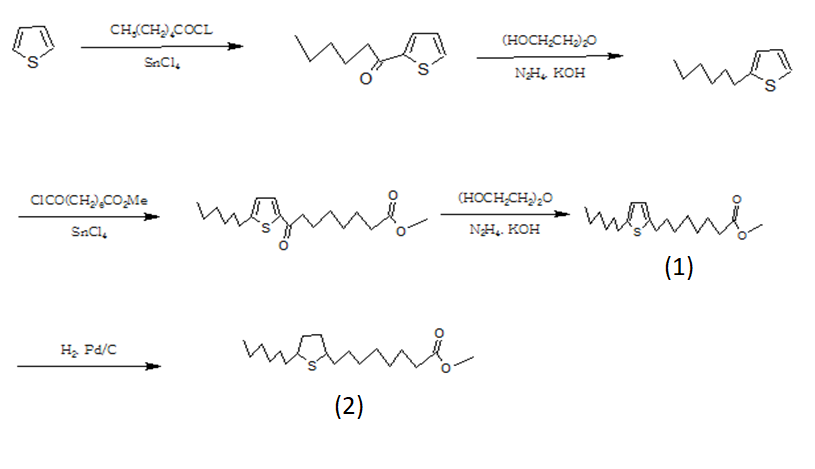 CH₃(CH₂)₄COCL
SnCl₄
S
O
S
(HOCH₂CH₂)₂O
N₂H₄. KOH
S
ClCO(CH₂)₆CO₂Me
SnCl₄
S
O
O
O
(HOCH₂CH₂)₂O
N₂H₄. KOH
S
O
O
(1)
H₂. Pd/C
S
O
O
(2)